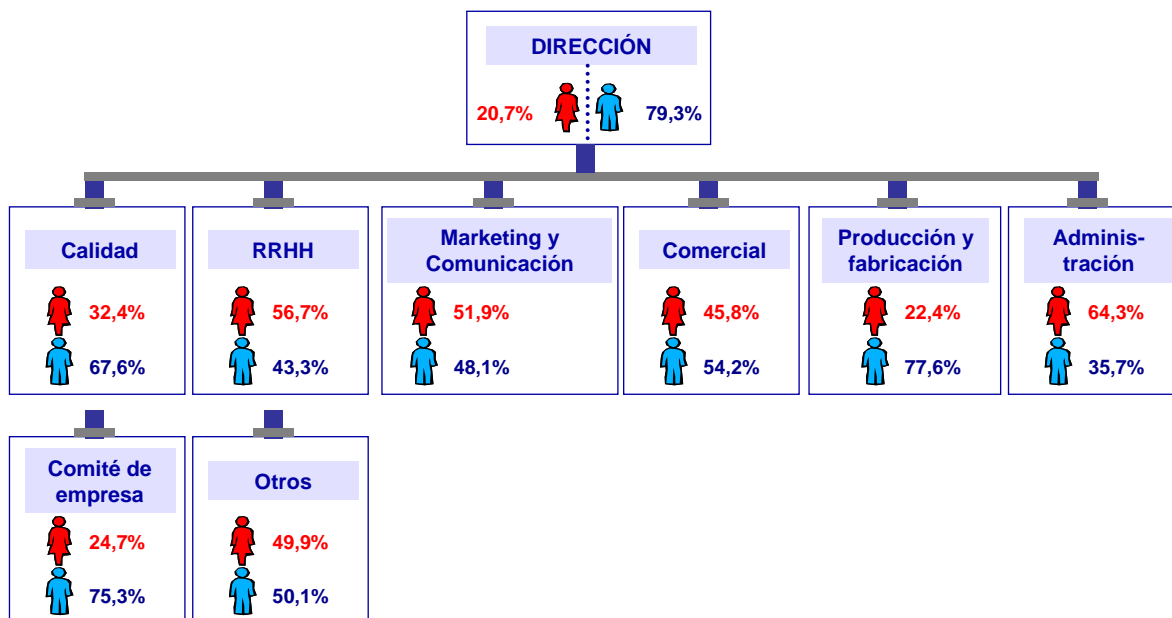 DIRECCIÓN
20,7% 79,3%
Calidad
32,4%
67,6%
RRHH
56,7%
43,3%
Marketing y
Comunicación
51,9%
48,1%
Comercial
45,8%
54,2%
Producción y
fabricación
22,4%
77,6%
Adminis-
tración
64,3%
35,7%
Comité de
empresa
24,7%
75,3%
Otros
49,9%
50,1%